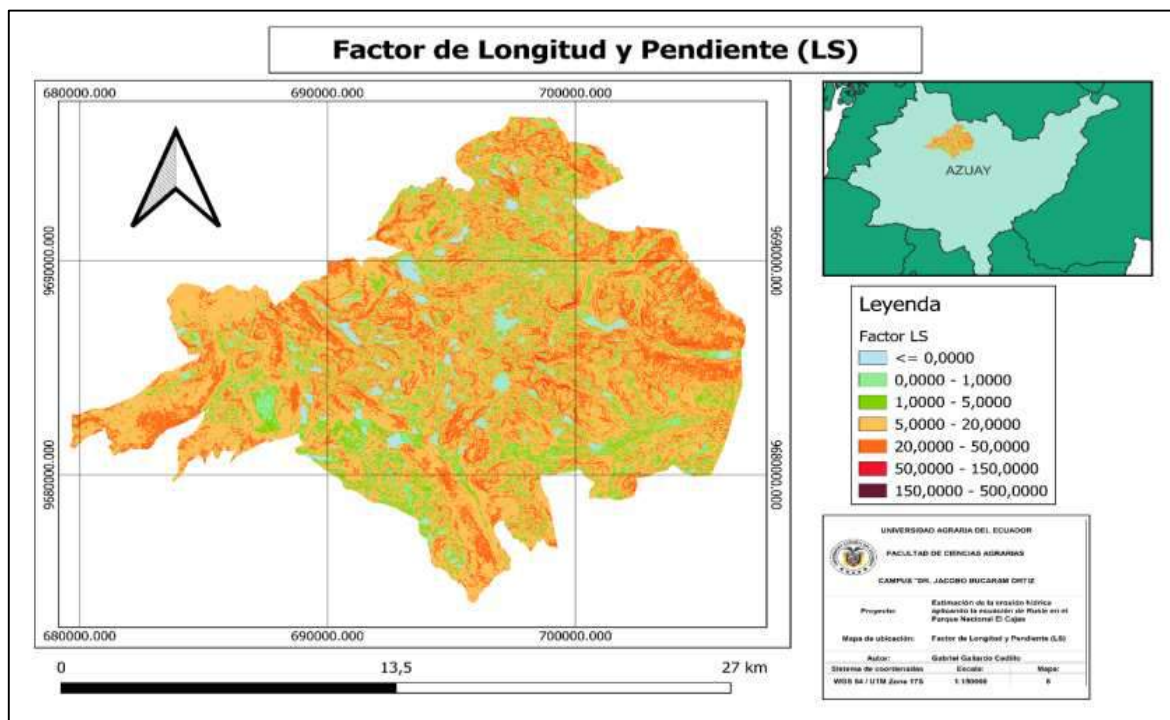 Factor de Longitud y Pendiente (LS)
680000.000
690000.000
700000.000
9690000.000
9690000.000
9680000.000
9680000.000
680000.000
690000.000
700000.000
0
13,5
27 km
AZUAY
Leyenda
Factor LS
<= 0,0000
0,0000 - 1,0000
1,0000 - 5,0000
5,0000 - 20,0000
20,0000 - 50,0000
50,0000 - 150,0000
150,0000 - 500,0000
UNIVERSIDAD AGRARIA DEL ECUADOR
FACULTAD DE CIENCIAS AGRARIAS
CAMPUS "DR. JACOBO BUCARAM ORTIZ
Proyecto:
Estimación de la erosión hídrica
aplicando la ecuación de Rusle en el
Parque Nacional El Cajas
Mapa de ubicación:
Factor de Longitud y Pendiente (LS)
Autor:
Gabriel Gallardo Cedillo
Sistema de coordenadas
Escala:
Mapa:
WGS 84 / UTM Zona 17S
1:150000